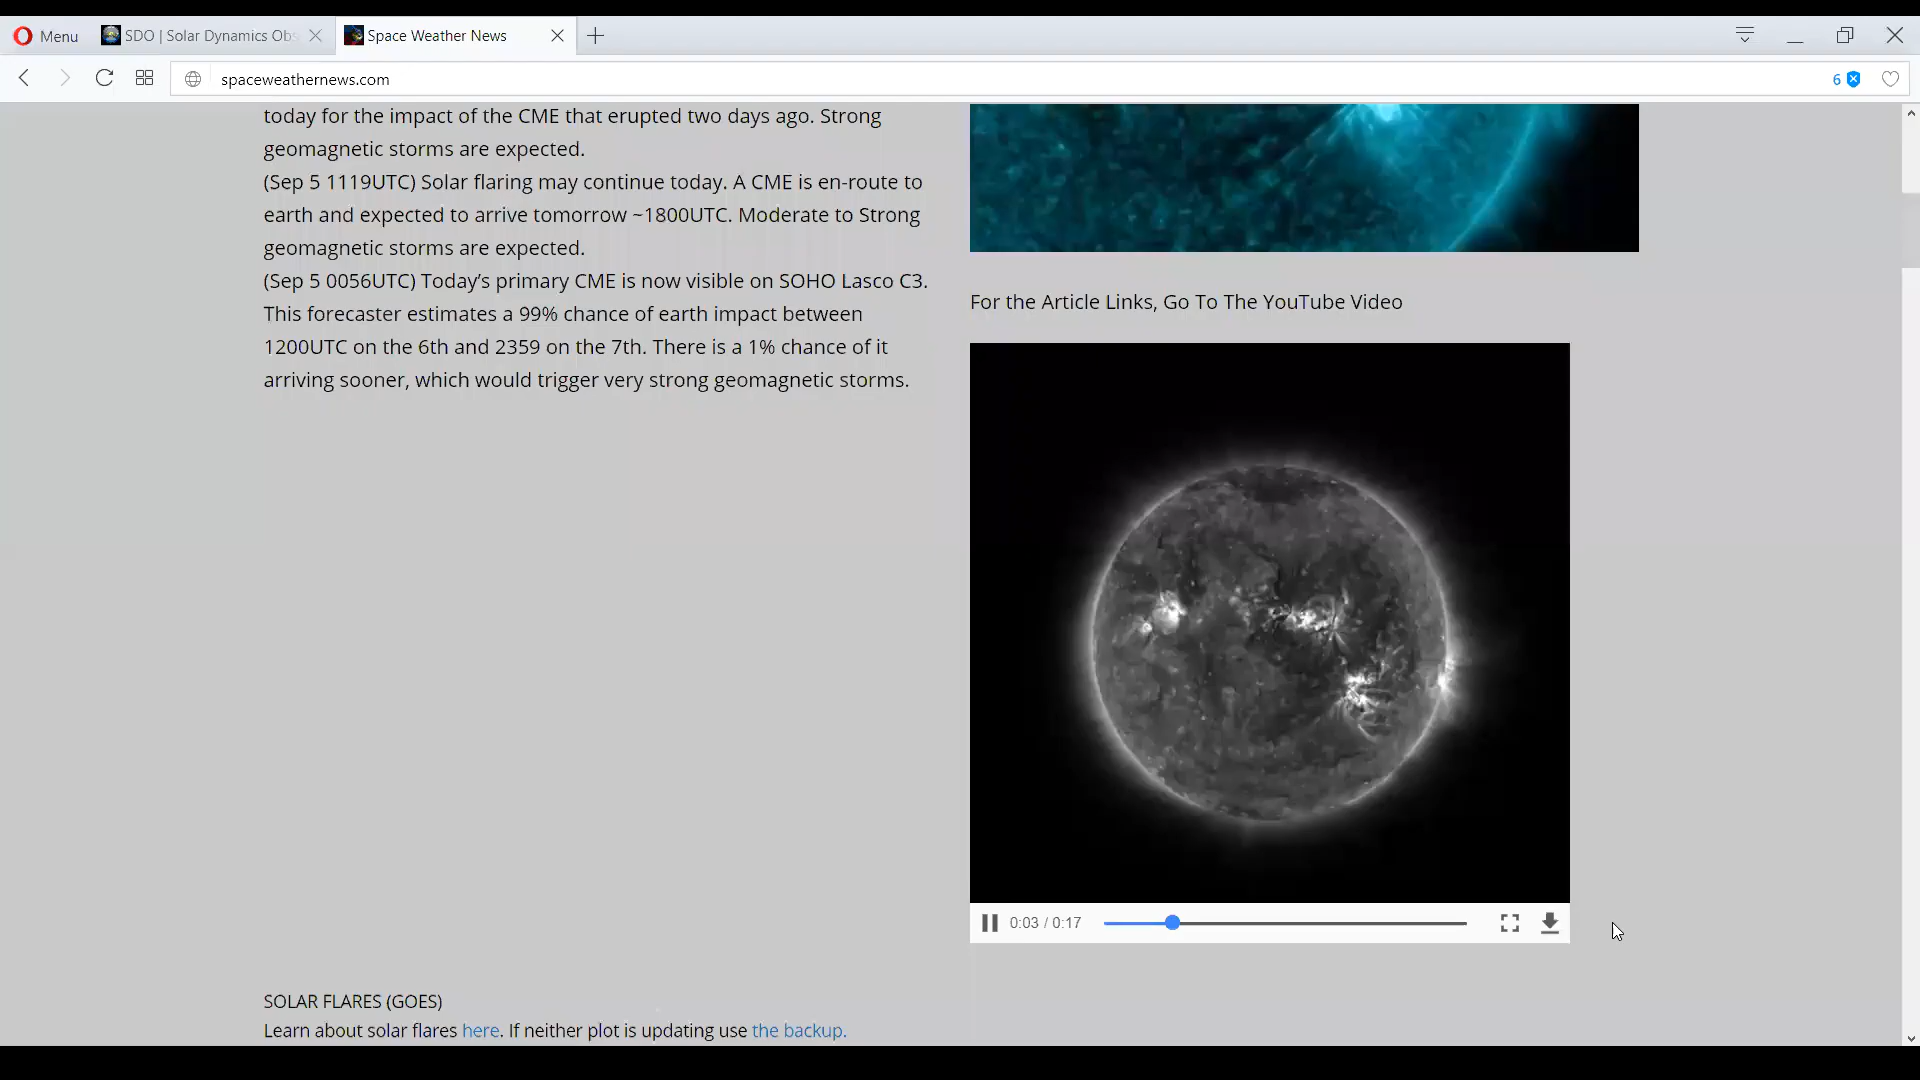 Menu
SDO | Solar Dynamics Obs
Space Weather News
spaceweathernews.com
6
today for the impact of the CME that erupted two days ago. Strong
geomagnetic storms are expected.
(Sep 5 1119UTC) Solar flaring may continue today. A CME is en-route to
earth and expected to arrive tomorrow ~1800UTC. Moderate to Strong
geomagnetic storms are expected.
(Sep 5 0056UTC) Today’s primary CME is now visible on SOHO Lasco C3.
This forecaster estimates a 99% chance of earth impact between
1200UTC on the 6th and 2359 on the 7th. There is a 1% chance of it
arriving sooner, which would trigger very strong geomagnetic storms.
For the Article Links, Go To The YouTube Video
0:03 / 0:17
SOLAR FLARES (GOES)
Learn about solar flares here. If neither plot is updating use the backup.